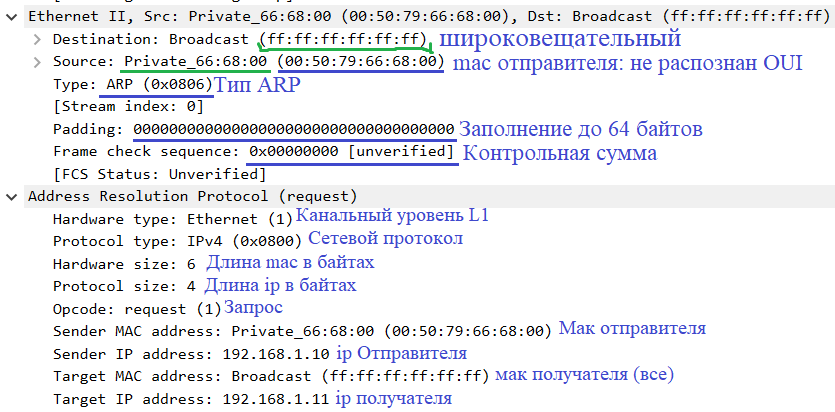 Ethernet II, Src: Private_66:68:00 (00:50:79:66:68:00), Dst: Broadcast (ff:ff:ff:ff:ff:ff)
Destination: Broadcast (ff:ff:ff:ff:ff:ff) широковещательный
Source: Private_66:68:00 (00:50:79:66:68:00) mac отправителя: не распознан OUI
Type: ARP (0x0806) Тип ARP
[Stream index: 0]
Padding: 000000000000000000000000000000000000 Заполнение до 64 байтов
Frame check sequence: 0x00000000 [unverified] Контрольная сумма
[FCS Status: Unverified]
Address Resolution Protocol (request)
Hardware type: Ethernet (1) Канальный уровень L1
Protocol type: IPv4 (0x0800) Сетевой протокол
Hardware size: 6 Длина mac в байтах
Protocol size: 4 Длина ip в байтах
Opcode: request (1) Запрос
Sender MAC address: Private_66:68:00 (00:50:79:66:68:00) Мак отправителя
Sender IP address: 192.168.1.10 ip Отправителя
Target MAC address: Broadcast (ff:ff:ff:ff:ff:ff) мак получателя (все)
Target IP address: 192.168.1.11 ip получателя